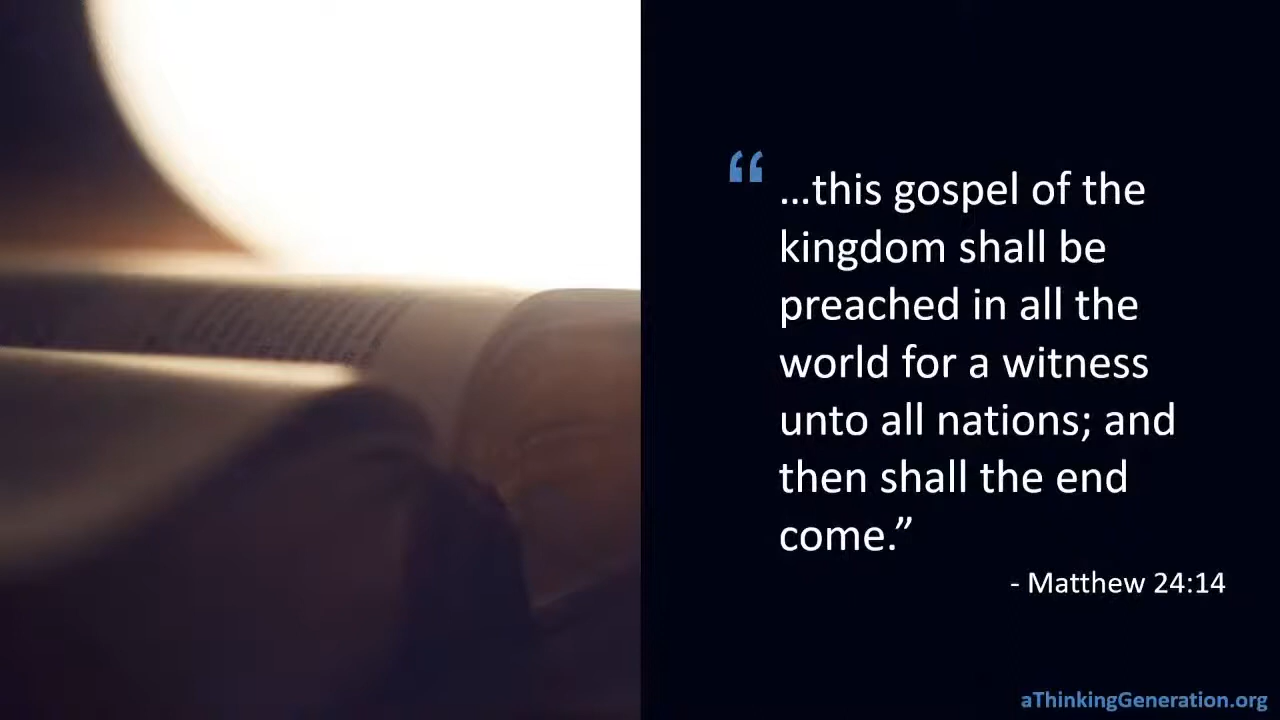 “ …this gospel of the
kingdom shall be
preached in all the
world for a witness
unto all nations; and
then shall the end
come.”
- Matthew 24:14
aThinkingGeneration.org